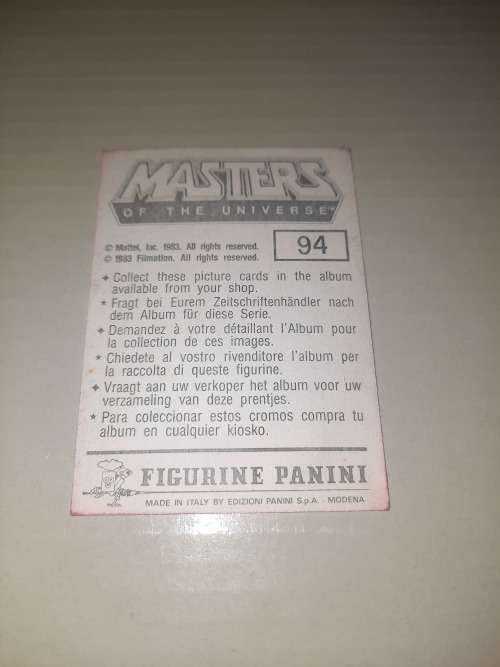 MASTERS
OF THE UNIVERSE™
© Mattel, Inc. 1983. All rights reserved.
© 1983 Filmation. All rights reserved.
94
✦ Collect these picture cards in the album
available from your shop.
★ Fragt bei Eurem Zeitschriftenhändler nach
dem Album für diese Serie.
✦ Demandez à votre détaillant l'Album pour
la collection de ces images.
★ Chiedete al vostro rivenditore l'album per
la raccolta di queste figurine.
✦ Vraagt aan uw verkoper het album voor uw
verzameling van deze prentjes.
★ Para coleccionar estos cromos compra tu
album en cualquier kiosko.
FIGURINE PANINI
MADE IN ITALY BY EDIZIONI PANINI S.p.A. - MODENA